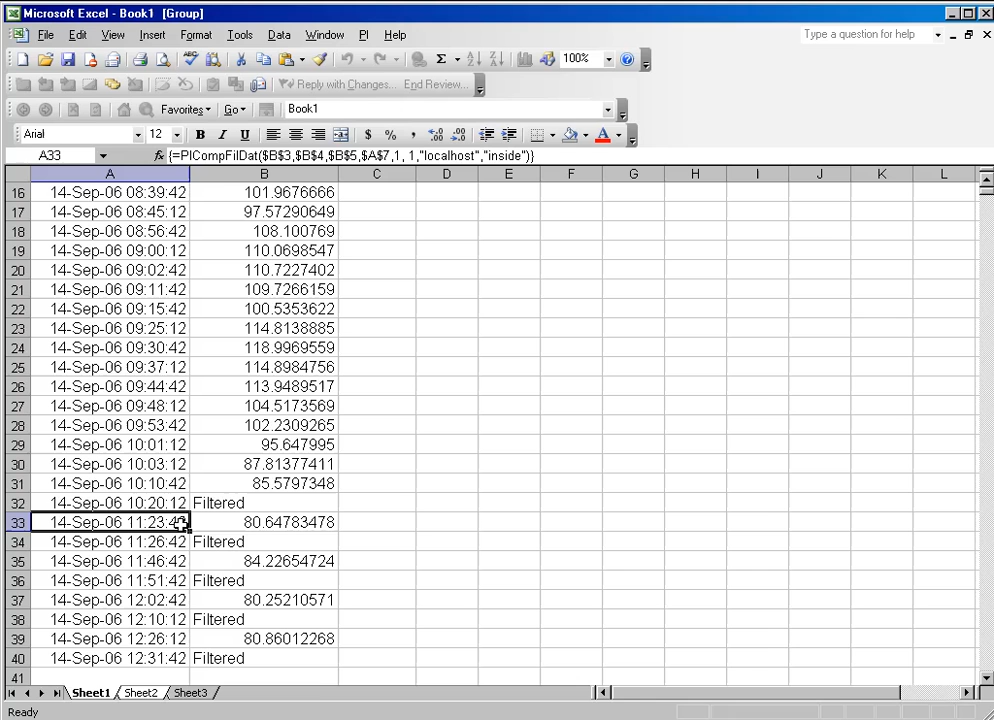 Microsoft Excel - Book1 [Group]
File Edit View Insert Format Tools Data Window PI Help Type a question for help
Σ 100%
Reply with Changes... End Review...
Favorites Go Book1
Arial 12 B I U $ % ,
A33 fx {=PICompFilDat($B$3,$B$4,$B$5,$A$7,1, 1,"localhost","inside")}
A B C D E F G H I J K L
16 14-Sep-06 08:39:42 101.9676666
17 14-Sep-06 08:45:12 97.57290649
18 14-Sep-06 08:56:42 108.100769
19 14-Sep-06 09:00:12 110.0698547
20 14-Sep-06 09:02:42 110.7227402
21 14-Sep-06 09:11:42 109.7266159
22 14-Sep-06 09:15:42 100.5353622
23 14-Sep-06 09:25:12 114.8138885
24 14-Sep-06 09:30:42 118.9969559
25 14-Sep-06 09:37:12 114.8984756
26 14-Sep-06 09:44:42 113.9489517
27 14-Sep-06 09:48:12 104.5173569
28 14-Sep-06 09:53:42 102.2309265
29 14-Sep-06 10:01:12 95.647995
30 14-Sep-06 10:03:12 87.81377411
31 14-Sep-06 10:10:42 85.5797348
32 14-Sep-06 10:20:12 Filtered
33 14-Sep-06 80.64783478
34 14-Sep-06 11:26:42 Filtered
35 14-Sep-06 11:46:42 84.22654724
36 14-Sep-06 11:51:42 Filtered
37 14-Sep-06 12:02:42 80.25210571
38 14-Sep-06 12:10:12 Filtered
39 14-Sep-06 12:26:12 80.86012268
40 14-Sep-06 12:31:42 Filtered
41
Sheet1 Sheet2 Sheet3
Ready